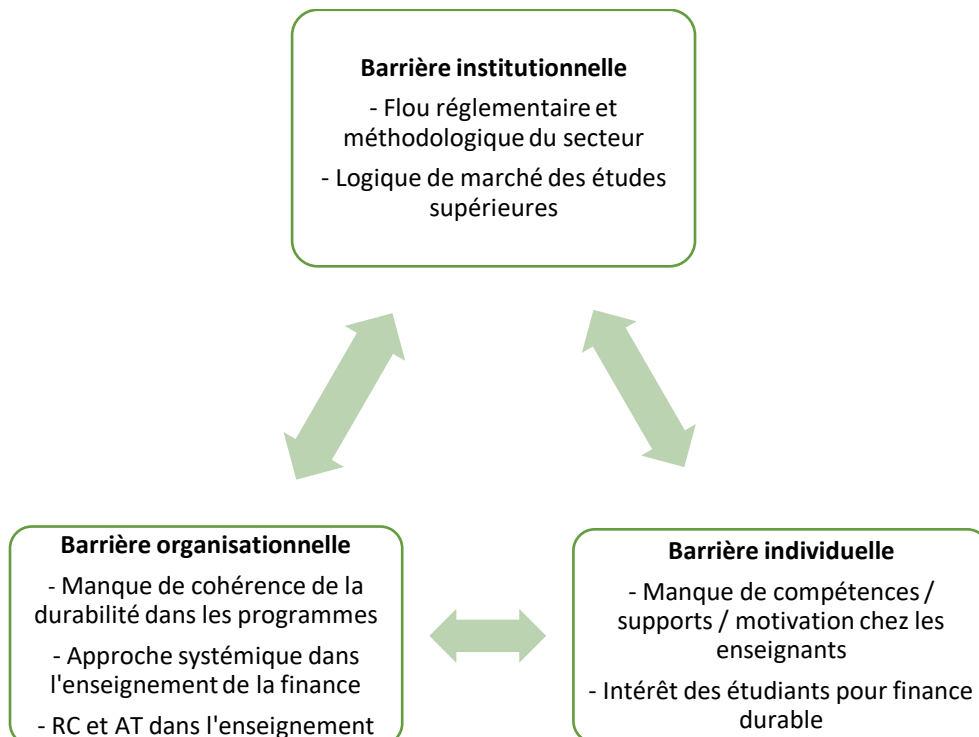 Barrière institutionnelle
- Flou réglementaire et
méthodologique du secteur
- Logique de marché des études
supérieures
Barrière organisationnelle
- Manque de cohérence de la
durabilité dans les programmes
- Approche systémique dans
l'enseignement de la finance
- RC et AT dans l'enseignement
Barrière individuelle
- Manque de compétences /
supports / motivation chez les
enseignants
- Intérêt des étudiants pour finance
durable